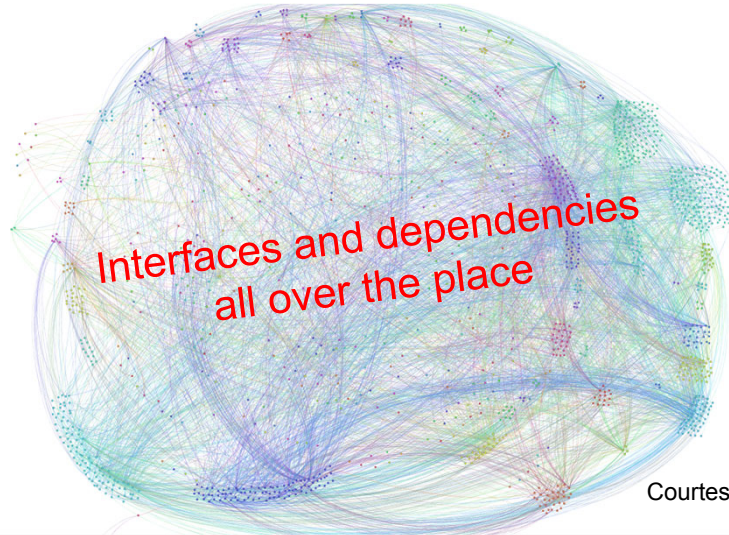 Interfaces and dependencies
all over the place
Courtes